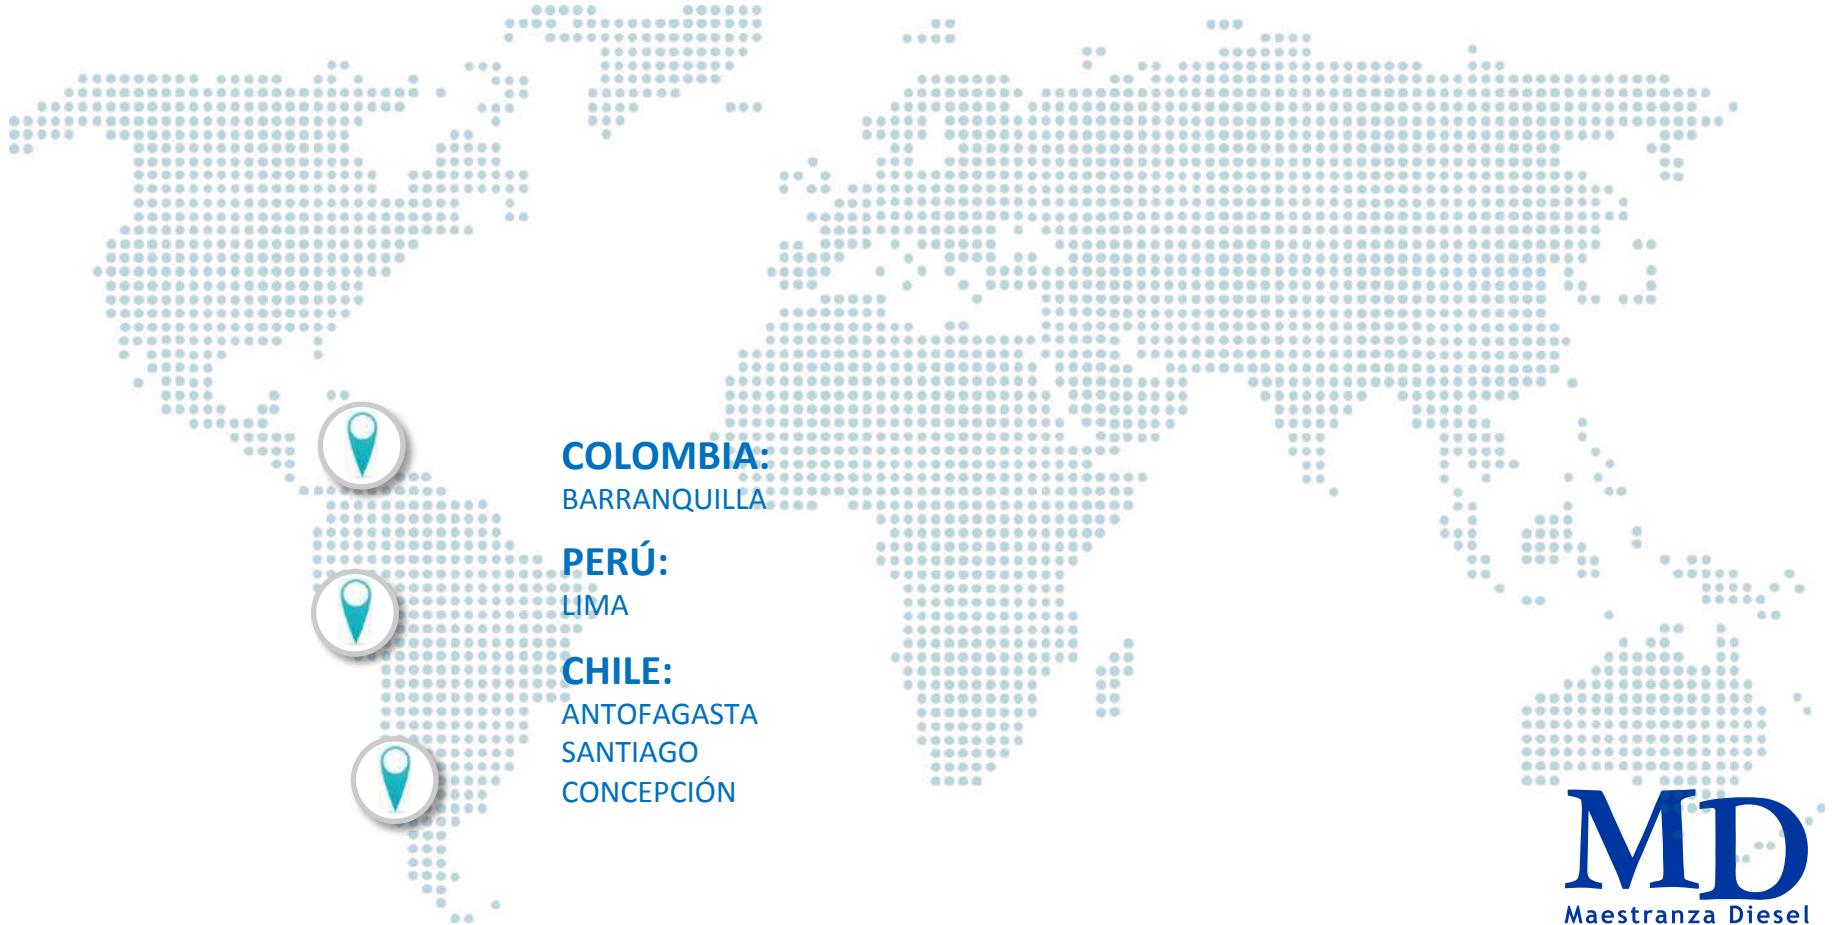 COLOMBIA:
BARRANQUILLA
PERÚ:
LIMA
CHILE:
ANTOFAGASTA
SANTIAGO
CONCEPCIÓN
MD
Maestranza Diesel